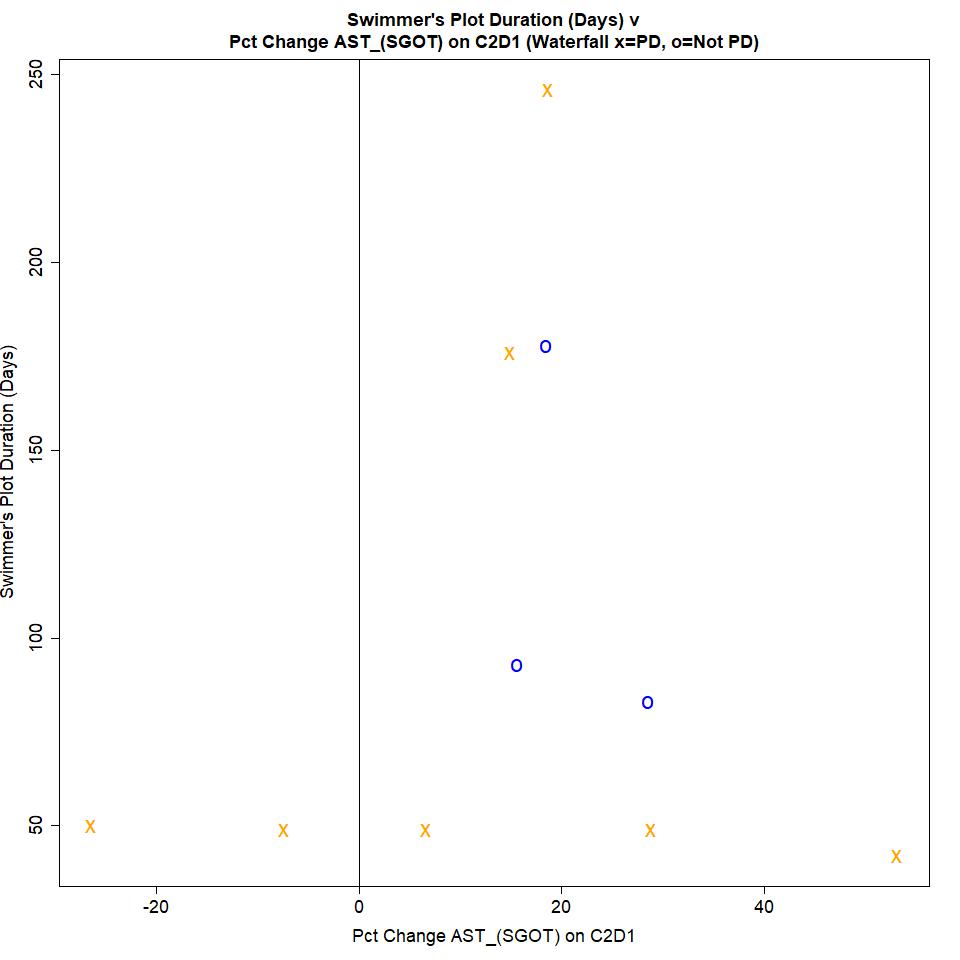 Swimmer's Plot Duration (Days) v
Pct Change AST_(SGOT) on C2D1 (Waterfall x=PD, o=Not PD)
Swimmer's Plot Duration (Days)
250
200
150
100
50
X
X
O
O
O
X
X
X
X
X
-20
0
20
40
Pct Change AST_(SGOT) on C2D1